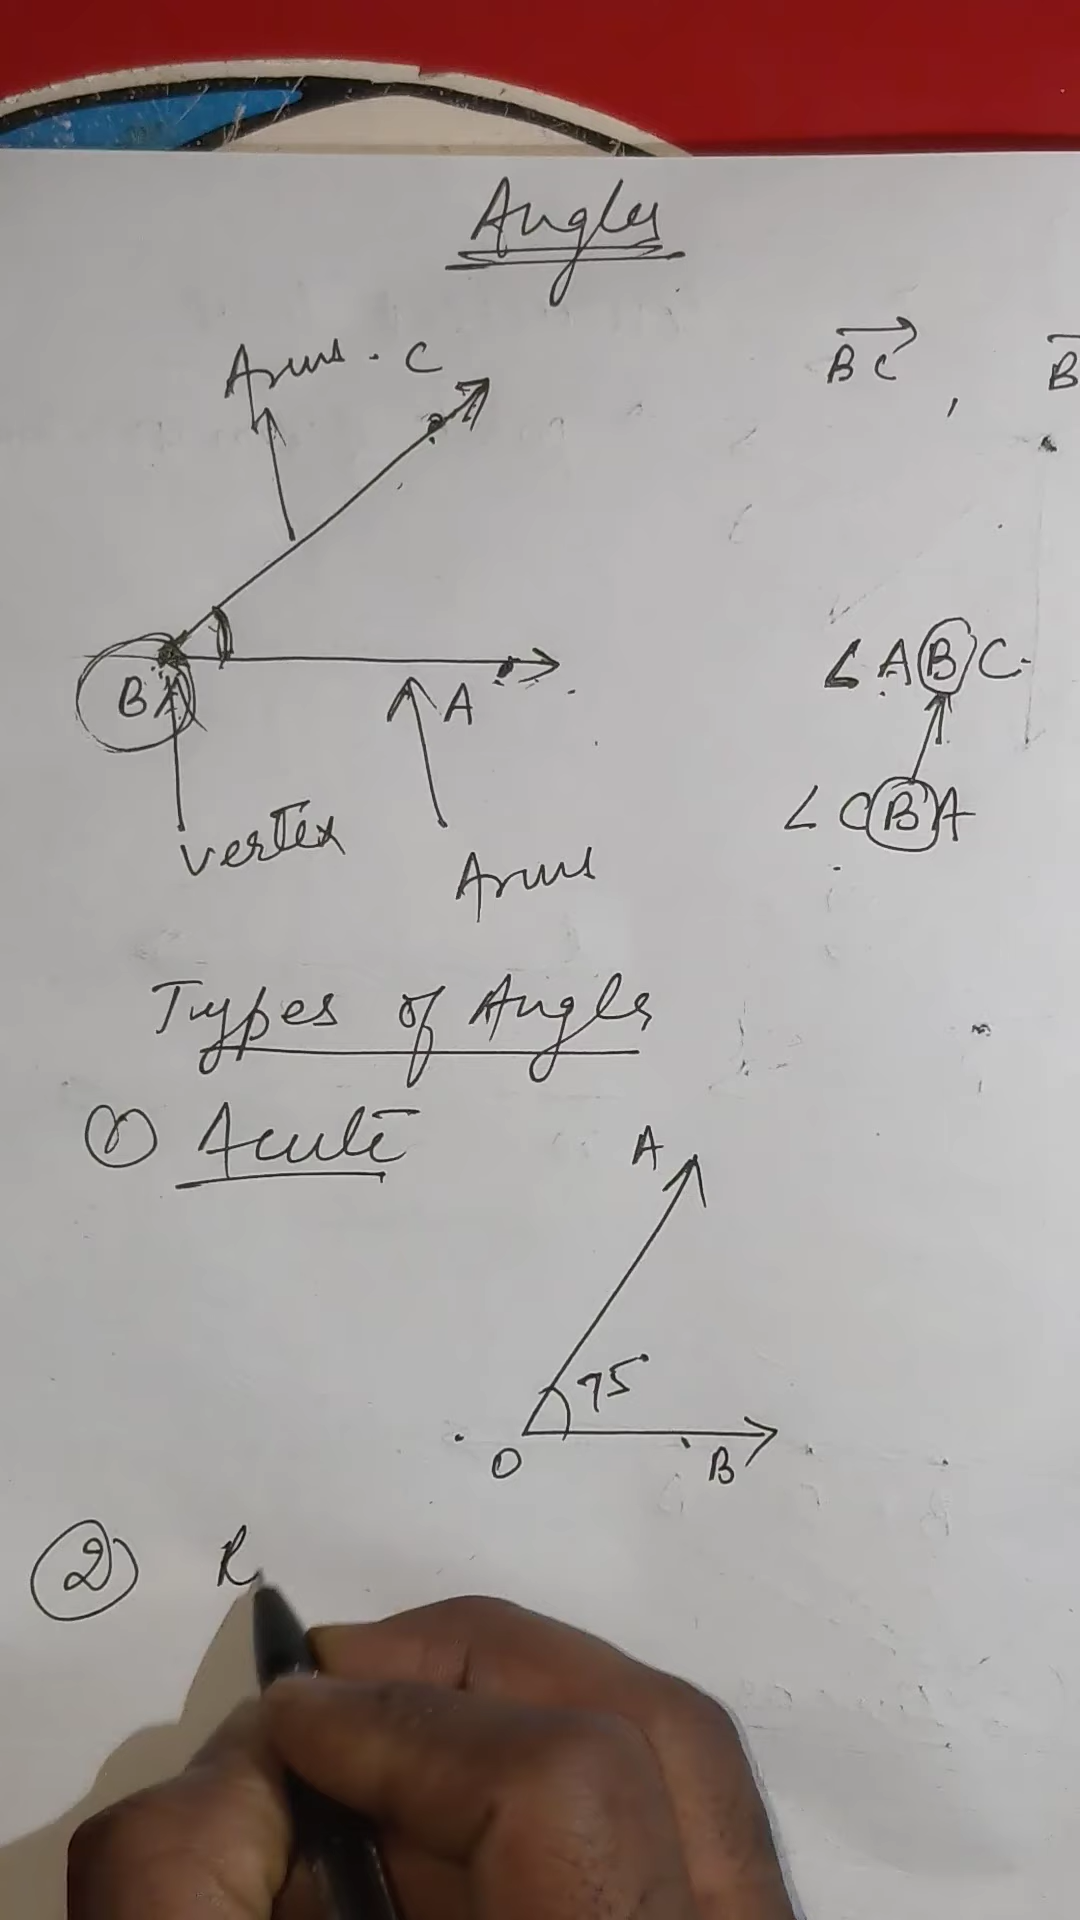 Angles
Arms. C
BC, B
∠ABC
B
A
∠CBA
vertex
Arms
Types of Angles
① Acute
A
75
O
B
② R